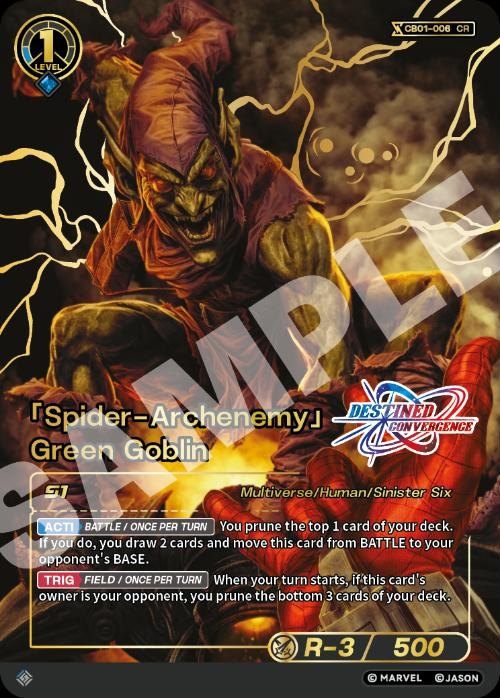 1
LEVEL
CB01-006 CR
SAMPLE
「Spider-Archenemy」
Green Goblin
DESTINED
CONVERGENCE
S1
Multiverse/Human/Sinister Six
ACTI BATTLE / ONCE PER TURN You prune the top 1 card of your deck.
If you do, you draw 2 cards and move this card from BATTLE to your
opponent's BASE.
TRIG FIELD / ONCE PER TURN When your turn starts, if this card's
owner is your opponent, you prune the bottom 3 cards of your deck.
R-3 / 500
© MARVEL ©JASON